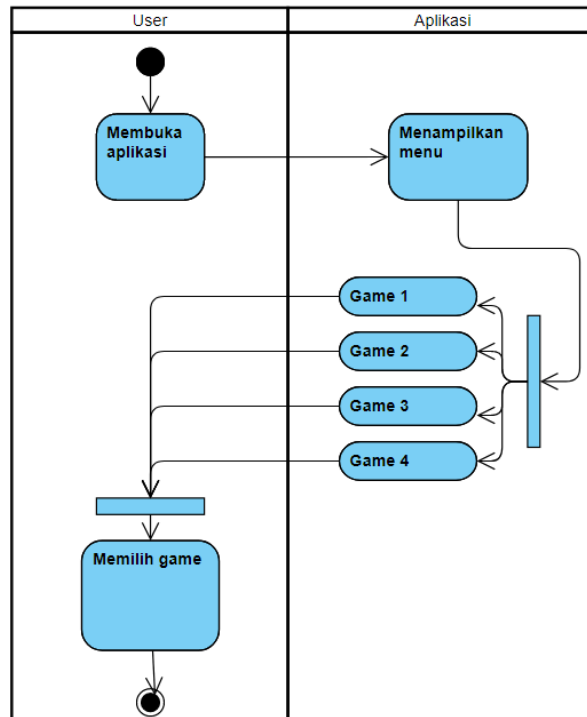 User
Aplikasi
Membuka
aplikasi
Menampilkan
menu
Game 1
Game 2
Game 3
Game 4
Memilih game